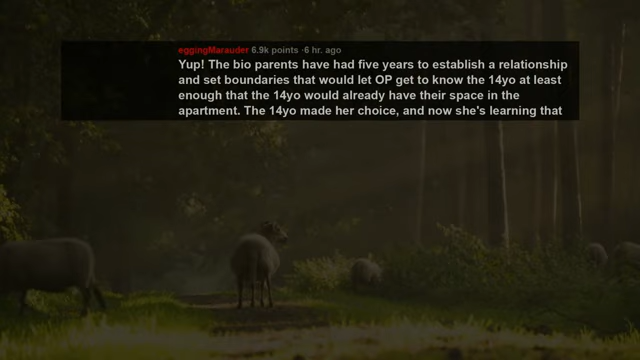 eggingMarauder 6.9k points ·6 hr. ago
Yup! The bio parents have had five years to establish a relationship
and set boundaries that would let OP get to know the 14yo at least
enough that the 14yo would already have their space in the
apartment. The 14yo made her choice, and now she's learning that